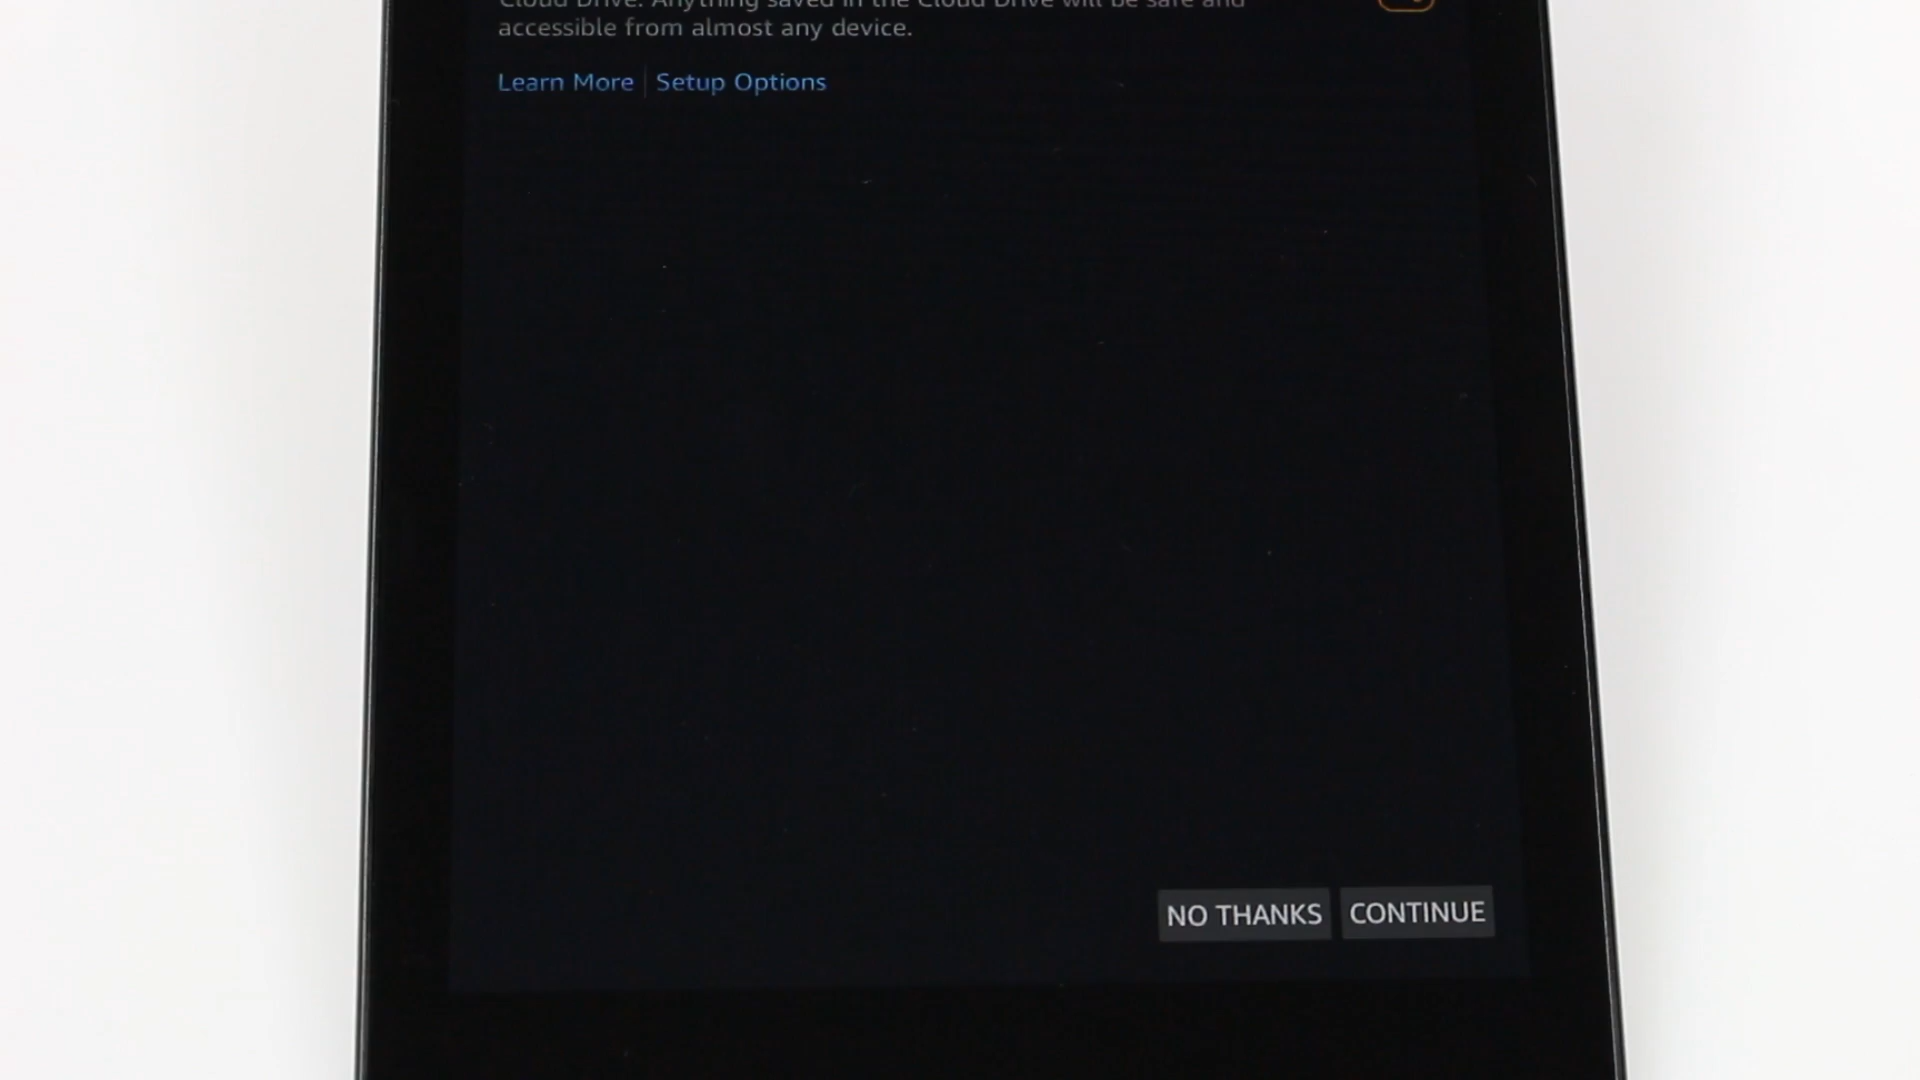 Cloud Drive. Anything saved in the Cloud Drive will be safe and
accessible from almost any device.
Learn More Setup Options
NO THANKS CONTINUE